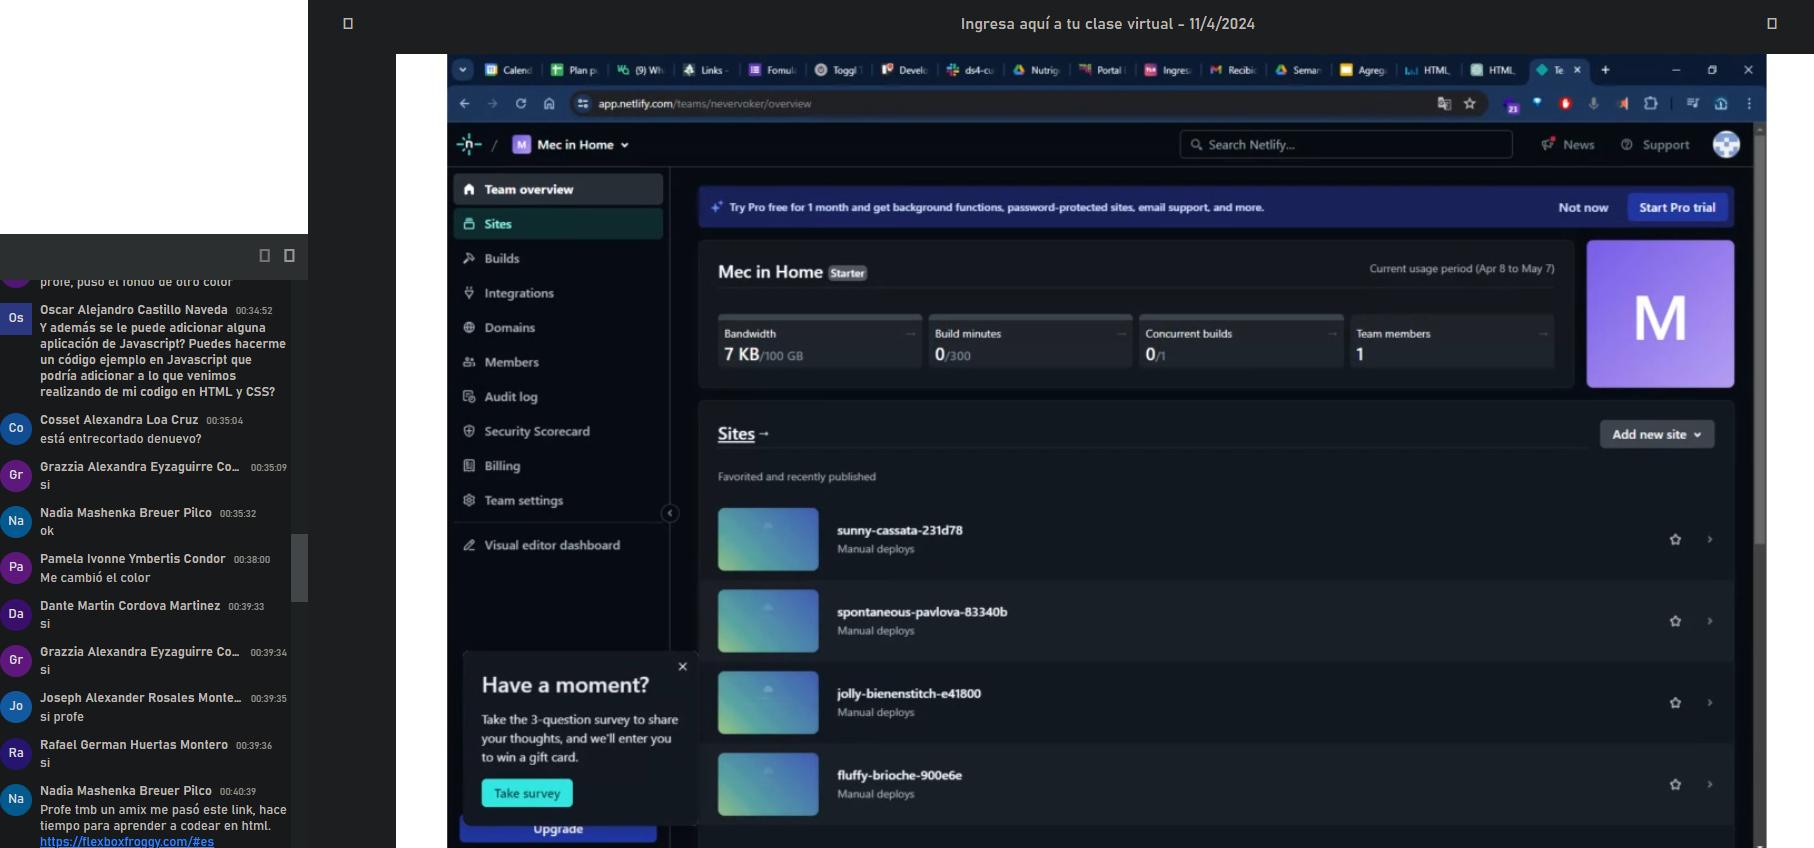 Ingresa aquí a tu clase virtual - 11/4/2024
profe, puso el fondo de otro color
Os
Oscar Alejandro Castillo Naveda 00:34:52
Y además se le puede adicionar alguna
aplicación de Javascript? Puedes hacerme
un código ejemplo en Javascript que
podría adicionar a lo que venimos
realizando de mi codigo en HTML y CSS?
Co
Cosset Alexandra Loa Cruz 00:35:04
está entrecortado denuevo?
Gr
Grazzia Alexandra Eyzaguirre Co... 00:35:09
si
Na
Nadia Mashenka Breuer Pilco 00:35:32
ok
Pa
Pamela Ivonne Ymbertis Condor 00:38:00
Me cambió el color
Da
Dante Martin Cordova Martinez 00:39:33
si
Gr
Grazzia Alexandra Eyzaguirre Co... 00:39:34
si
Jo
Joseph Alexander Rosales Monte... 00:39:35
si profe
Ra
Rafael German Huertas Montero 00:39:36
si
Na
Nadia Mashenka Breuer Pilco 00:40:39
Profe tmb un amix me pasó este link, hace
tiempo para aprender a codear en html.
https://flexboxfroggy.com/#es
Calend Plan p (9) Wh Links - Fomul Toggl Develo ds4-cu Nutrig Portal Ingres Recibi Seman Agreg HTML HTML Te
app.netlify.com/teams/nevervoker/overview
23
n / M Mec in Home
Search Netlify...
News
Support
Team overview
Sites
Builds
Integrations
Domains
Members
Audit log
Security Scorecard
Billing
Team settings
Visual editor dashboard
Have a moment?
Take the 3-question survey to share
your thoughts, and we'll enter you
to win a gift card.
Take survey
Upgrade
Try Pro free for 1 month and get background functions, password-protected sites, email support, and more.
Not now
Start Pro trial
Mec in Home Starter
Current usage period (Apr 8 to May 7)
Bandwidth
7 KB/100 GB
Build minutes
0/300
Concurrent builds
0/1
Team members
1
M
Sites
Add new site
Favorited and recently published
sunny-cassata-231d78
Manual deploys
spontaneous-pavlova-83340b
Manual deploys
jolly-bienenstitch-e41800
Manual deploys
fluffy-brioche-900e6e
Manual deploys